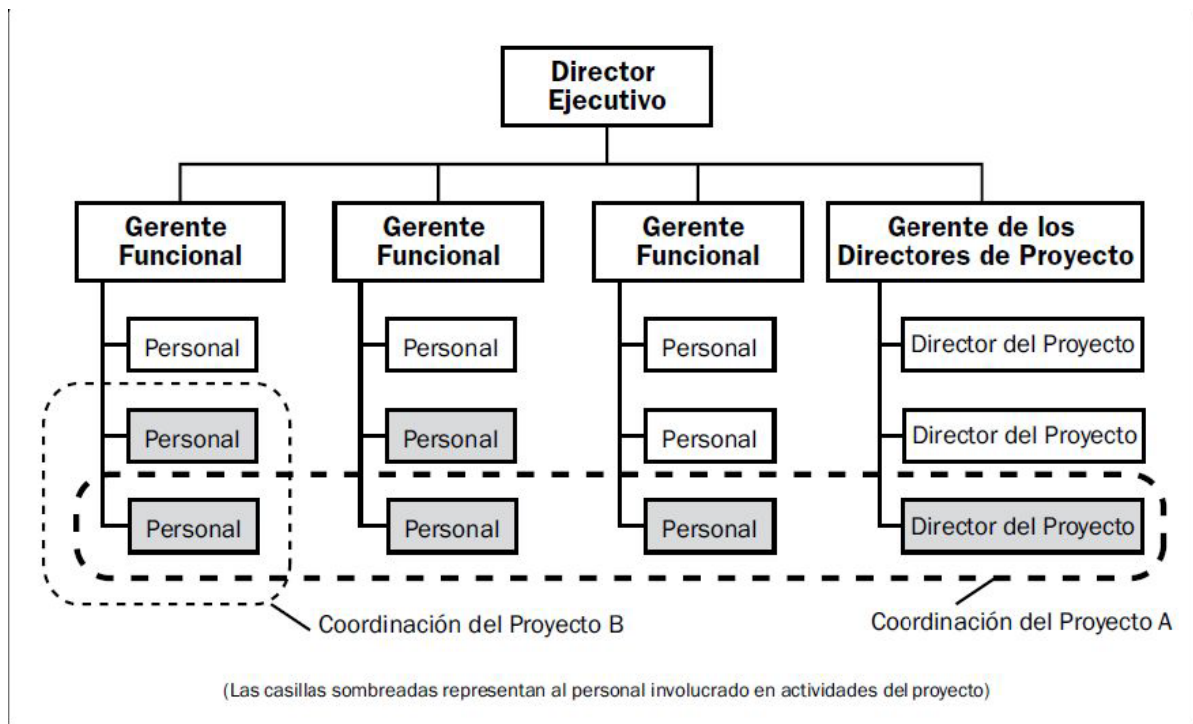 Director
Ejecutivo
Gerente
Funcional
Gerente
Funcional
Gerente
Funcional
Gerente de los
Directores de Proyecto
Personal
Personal
Personal
Director del Proyecto
Personal
Personal
Personal
Director del Proyecto
Personal
Personal
Personal
Director del Proyecto
Coordinación del Proyecto B
Coordinación del Proyecto A
(Las casillas sombreadas representan al personal involucrado en actividades del proyecto)